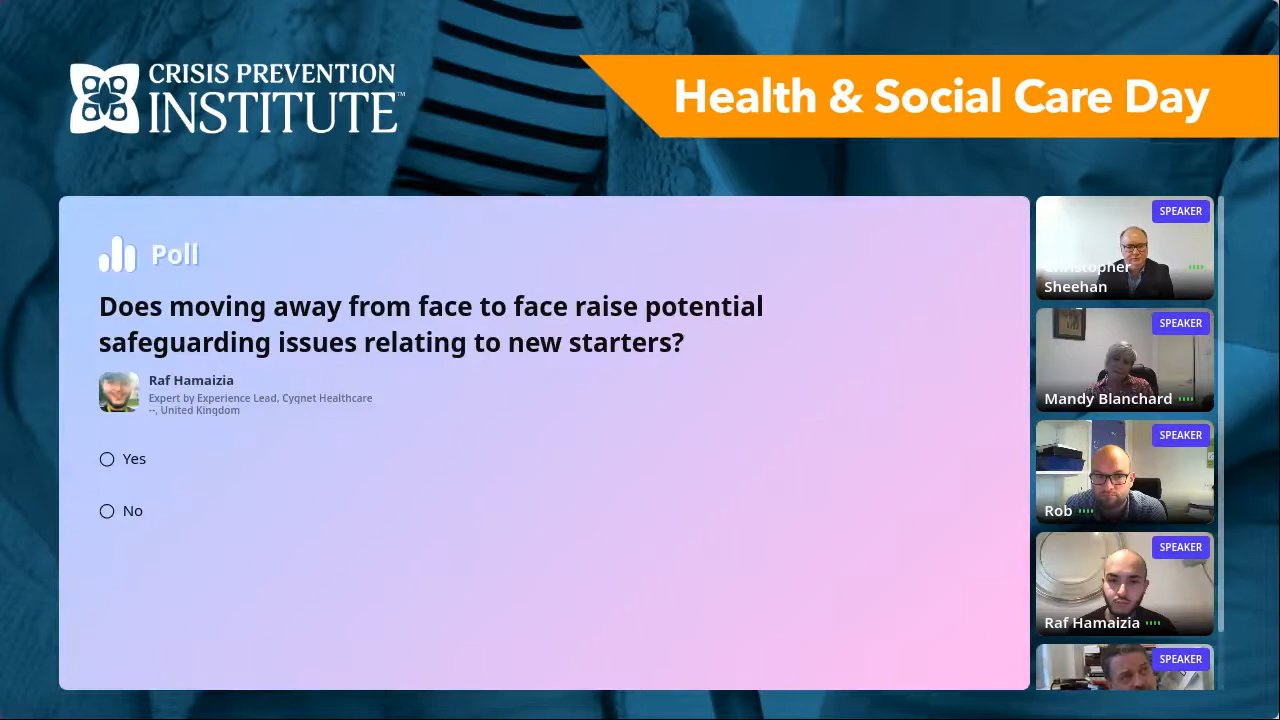 CRISIS PREVENTION
INSTITUTE™
Health & Social Care Day
Poll
Does moving away from face to face raise potential
safeguarding issues relating to new starters?
Raf Hamaizia
Expert by Experience Lead, Cygnet Healthcare
--, United Kingdom
Yes
No
SPEAKER
Christopher
Sheehan
SPEAKER
Mandy Blanchard
SPEAKER
Rob
SPEAKER
Raf Hamaizia
SPEAKER